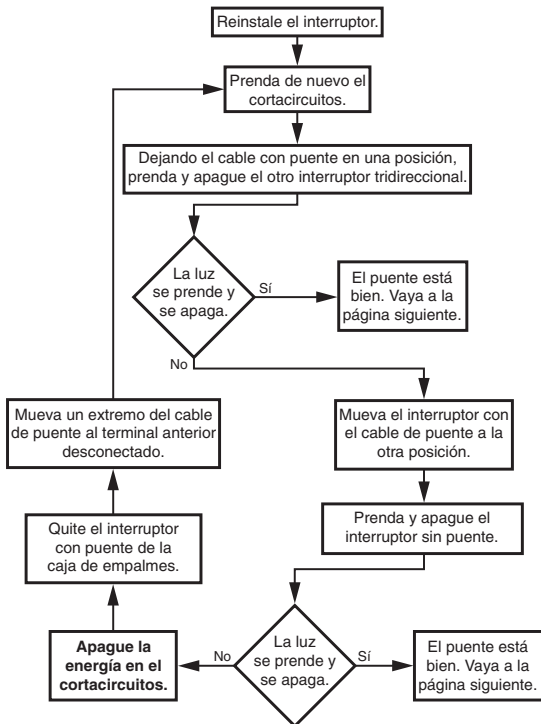 Reinstale el interruptor.
Prenda de nuevo el
cortacircuitos.
Dejando el cable con puente en una posición,
prenda y apague el otro interruptor tridireccional.
La luz
se prende y
se apaga.
Sí
El puente está
bien. Vaya a la
página siguiente.
No
Mueva el interruptor con
el cable de puente a la
otra posición.
Prenda y apague el
interruptor sin puente.
La luz
se prende y
se apaga.
Sí
El puente está
bien. Vaya a la
página siguiente.
No
Apague la
energía en el
cortacircuitos.
Quite el interruptor
con puente de la
caja de empalmes.
Mueva un extremo del cable
de puente al terminal anterior
desconectado.